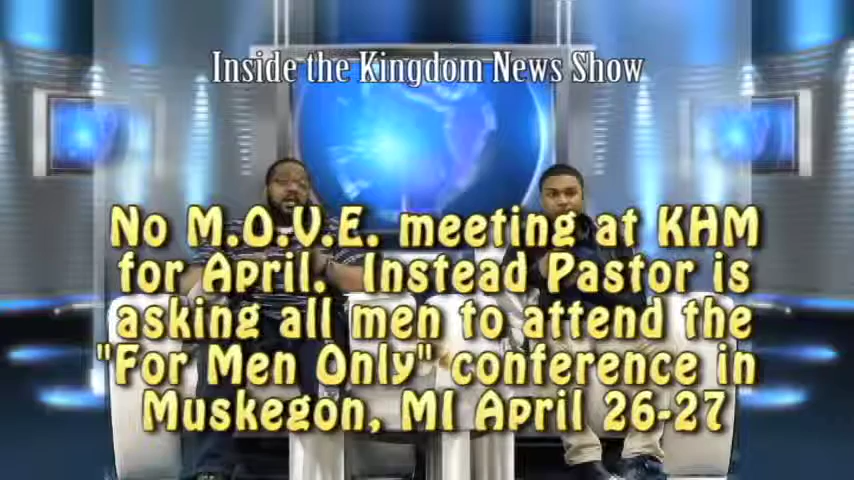 Inside the Kingdom News Show
No M.O.V.E. meeting at KHM
for April. Instead Pastor is
asking all men to attend the
"For Men Only" conference in
Muskegon, MI April 26-27